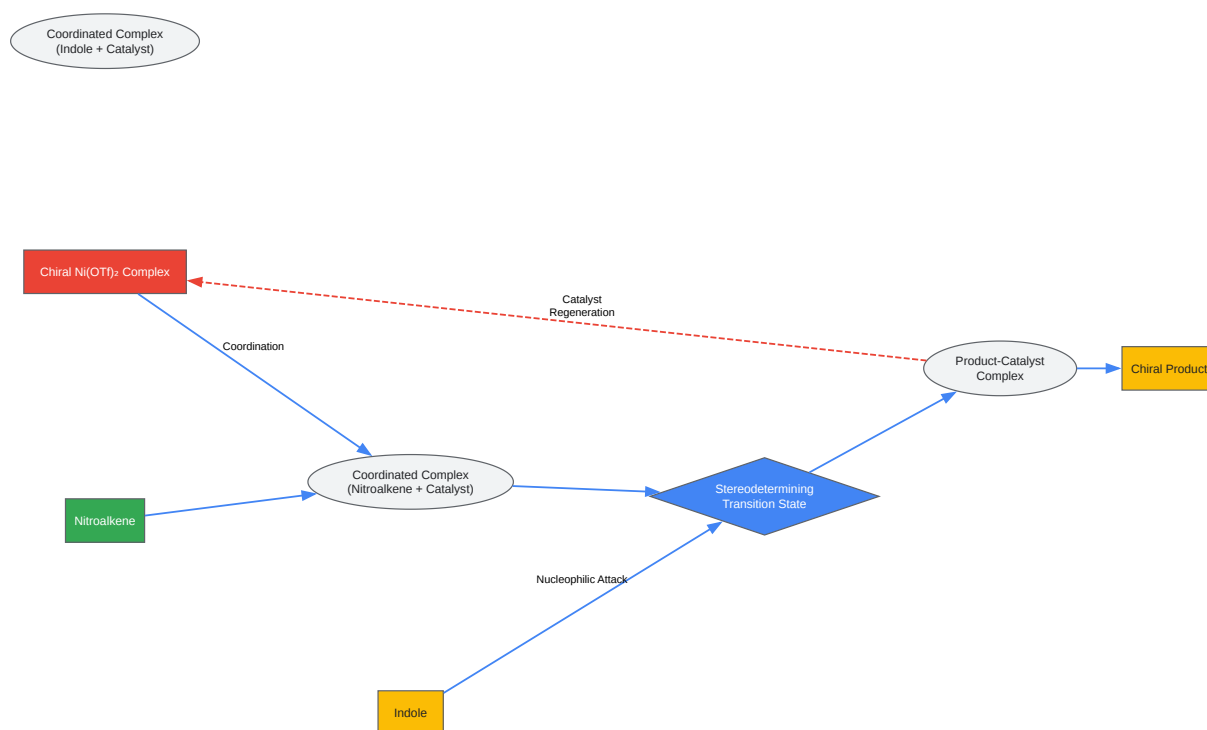 Coordinated Complex
(Indole + Catalyst)
Chiral Ni(OTf)₂ Complex
Catalyst
Regeneration
Coordination
Product-Catalyst
Complex
Chiral Product
Coordinated Complex
(Nitroalkene + Catalyst)
Stereodetermining
Transition State
Nitroalkene
Nucleophilic Attack
Indole